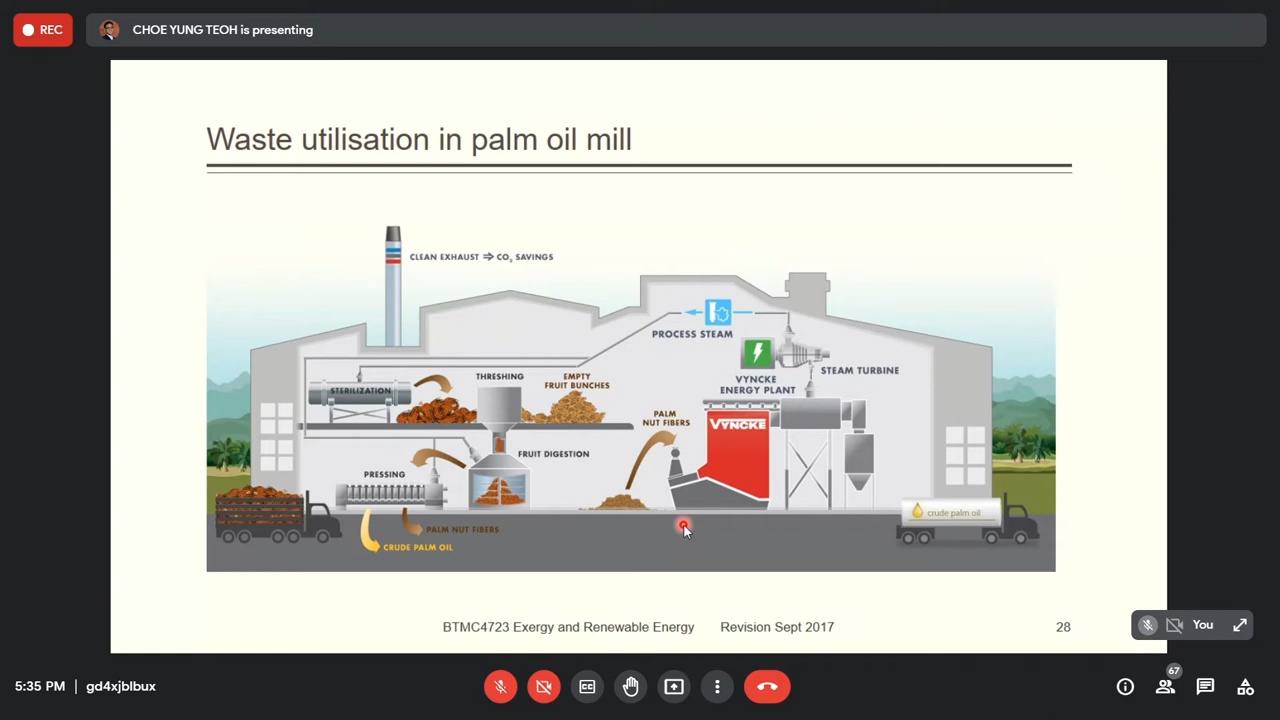 REC
CHOE YUNG TEOH is presenting
Waste utilisation in palm oil mill
CLEAN EXHAUST ⇒ CO₂ SAVINGS
PROCESS STEAM
STEAM TURBINE
VYNCKE
ENERGY PLANT
STERILIZATION
THRESHING
EMPTY
FRUIT BUNCHES
PALM
NUT FIBERS
VYNCKE
FRUIT DIGESTION
PRESSING
PALM NUT FIBERS
CRUDE PALM OIL
crude palm oil
BTMC4723 Exergy and Renewable Energy Revision Sept 2017 28
You
5:35 PM gd4xjblbux
67